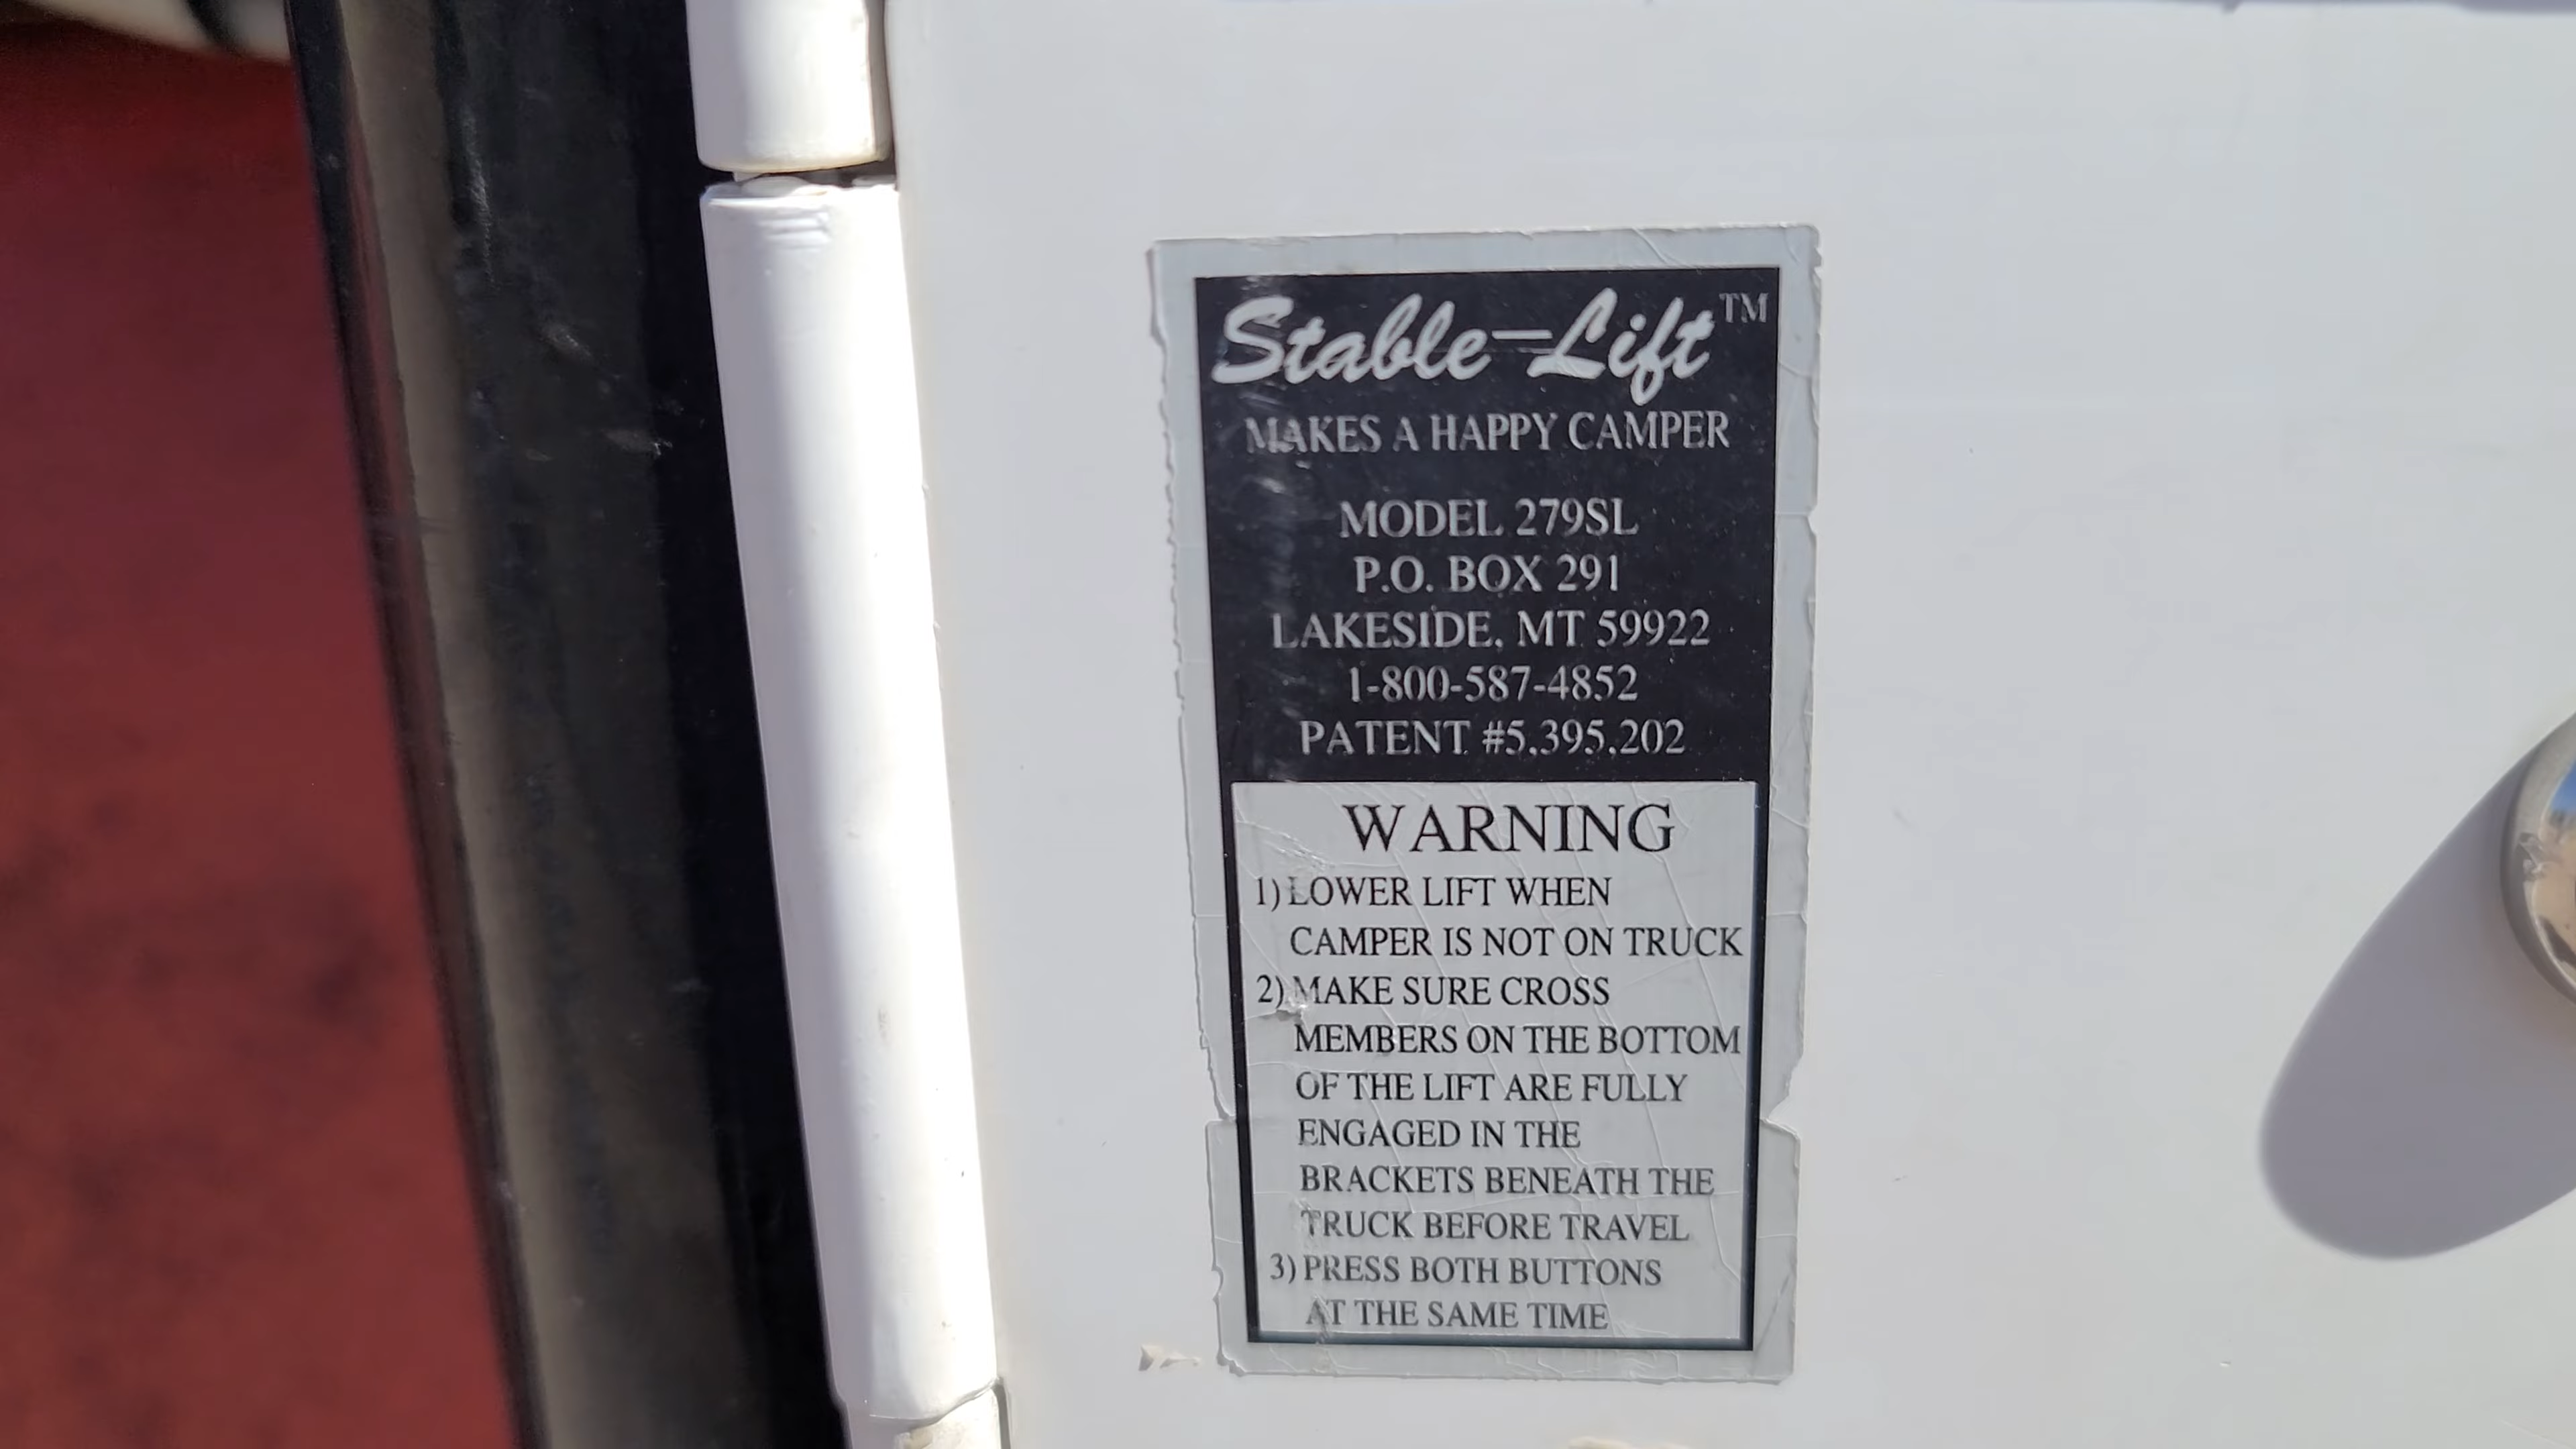 Stable-Lift™
MAKES A HAPPY CAMPER
MODEL 279SL
P.O. BOX 291
LAKESIDE, MT 59922
1-800-587-4852
PATENT #5,395,202
WARNING
1) LOWER LIFT WHEN
CAMPER IS NOT ON TRUCK
2) MAKE SURE CROSS
MEMBERS ON THE BOTTOM
OF THE LIFT ARE FULLY
ENGAGED IN THE
BRACKETS BENEATH THE
TRUCK BEFORE TRAVEL
3) PRESS BOTH BUTTONS
AT THE SAME TIME